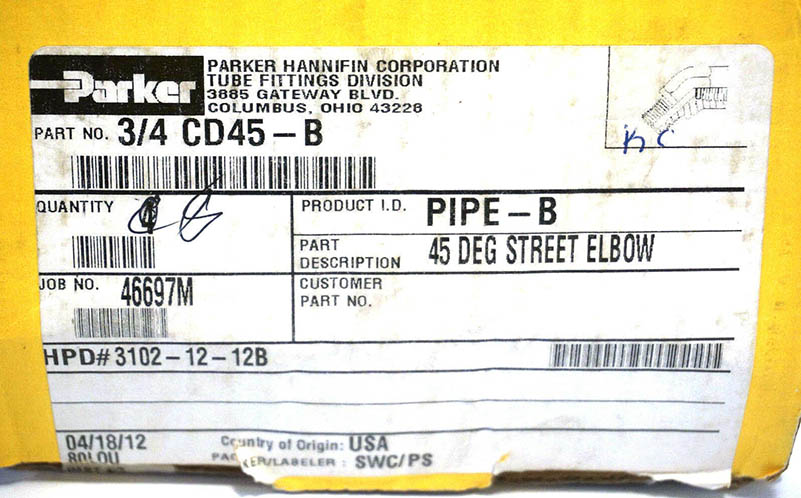 Parker
PARKER HANNIFIN CORPORATION
TUBE FITTINGS DIVISION
3885 GATEWAY BLVD.
COLUMBUS, OHIO 43228
PART NO. 3/4 CD45-B
QUANTITY
PRODUCT I.D. PIPE-B
PART DESCRIPTION 45 DEG STREET ELBOW
JOB NO. 46697M
CUSTOMER
PART NO.
HPD# 3102-12-12B
04/18/12 Country of Origin: USA
PACKER/LABELER : SWC/PS